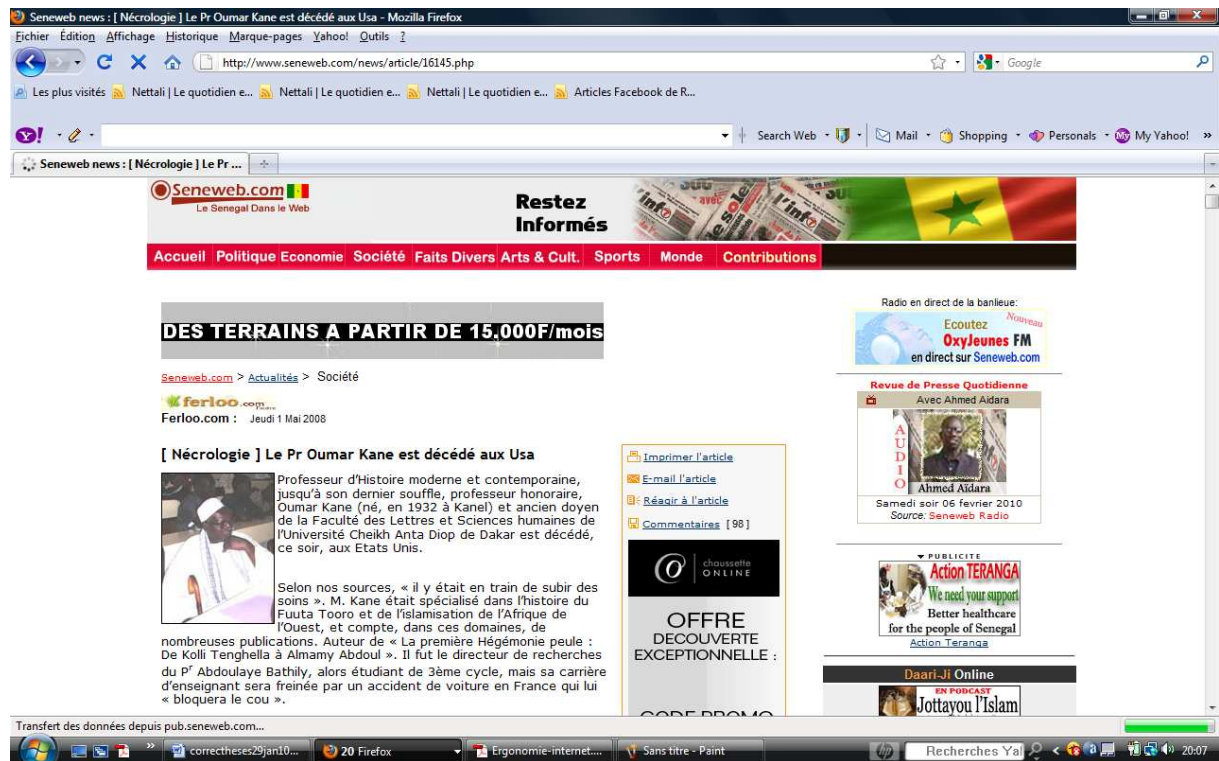 Seneweb news : [ Nécrologie ] Le Pr Oumar Kane est décédé aux Usa - Mozilla Firefox
Fichier Édition Affichage Historique Marque-pages Yahoo! Outils ?
http://www.seneweb.com/news/article/16145.php
Google
Les plus visités Nettali | Le quotidien e... Nettali | Le quotidien e... Nettali | Le quotidien e... Articles Facebook de R...
Y! Search Web Mail Shopping Personals My Yahoo! »
Seneweb news : [ Nécrologie ] Le Pr ...
Seneweb.com
Le Senegal Dans le Web
Restez
Informés
Accueil Politique Economie Société Faits Divers Arts & Cult. Sports Monde Contributions
DES TERRAINS A PARTIR DE 15.000F/mois
Seneweb.com > Actualités > Société
ferloo.com
Ferloo.com : Jeudi 1 Mai 2008
[ Nécrologie ] Le Pr Oumar Kane est décédé aux Usa
Professeur d'Histoire moderne et contemporaine,
jusqu'à son dernier souffle, professeur honoraire,
Oumar Kane (né, en 1932 à Kanel) et ancien doyen
de la Faculté des Lettres et Sciences humaines de
l'Université Cheikh Anta Diop de Dakar est décédé,
ce soir, aux Etats Unis.
Selon nos sources, « il y était en train de subir des
soins ». M. Kane était spécialisé dans l'histoire du
Fuuta Tooro et de l'islamisation de l'Afrique de
l'Ouest, et compte, dans ces domaines, de
nombreuses publications. Auteur de « La première Hégémonie peule :
De Kolli Tenghella à Almamy Abdoul ». Il fut le directeur de recherches
du Pr Abdoulaye Bathily, alors étudiant de 3ème cycle, mais sa carrière
d'enseignant sera freinée par un accident de voiture en France qui lui
« bloquera le cou ».
Imprimer l'article
E-mail l'article
Réagir à l'article
Commentaires [ 98 ]
chaussette
ONLINE
OFFRE
DECOUVERTE
EXCEPTIONNELLE :
CODE PROMO
Radio en direct de la banlieue:
Nouveau
Ecoutez
OxyJeunes FM
en direct sur Seneweb.com
Revue de Presse Quotidienne
Avec Ahmed Aidara
AUDIO
Ahmed Aïdara
Samedi soir 06 fevrier 2010
Source: Seneweb Radio
PUBLICITE
Action TERANGA
We need your support
Better healthcare
for the people of Senegal
Action Teranga
Daari-Ji Online
EN PODCAST
Jottayou l'Islam
Transfert des données depuis pub.seneweb.com...
» correctheses29jan10... 20 Firefox Ergonomie-internet.... Sans titre - Paint hp Recherches Ya 20:07